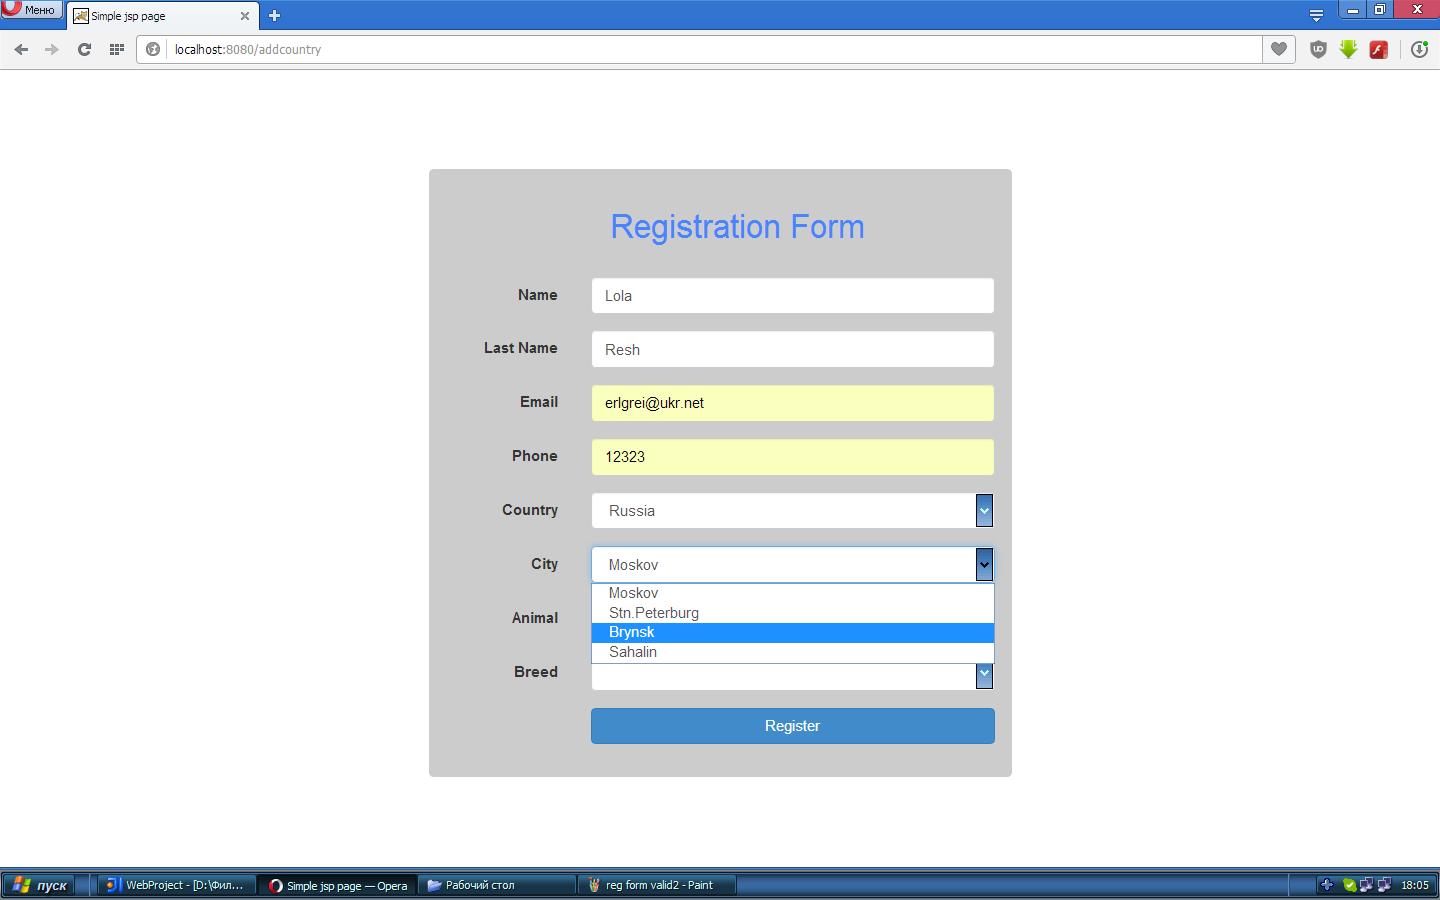 Меню
Simple jsp page
localhost:8080/addcountry
Registration Form
Name
Lola
Last Name
Resh
Email
erlgrei@ukr.net
Phone
12323
Country
Russia
City
Moskov
Moskov
Stn.Peterburg
Animal
Brynsk
Sahalin
Breed
Register
пуск
WebProject - [D:\Фил...
Simple jsp page — Opera
Рабочий стол
reg form valid2 - Paint
18:05